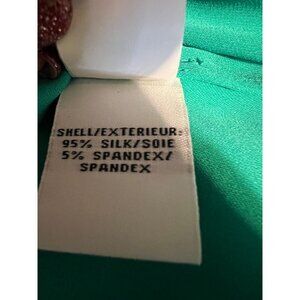 SHELL/EXTERIEUR:
95% SILK/SOIE
5% SPANDEX/
SPANDEX